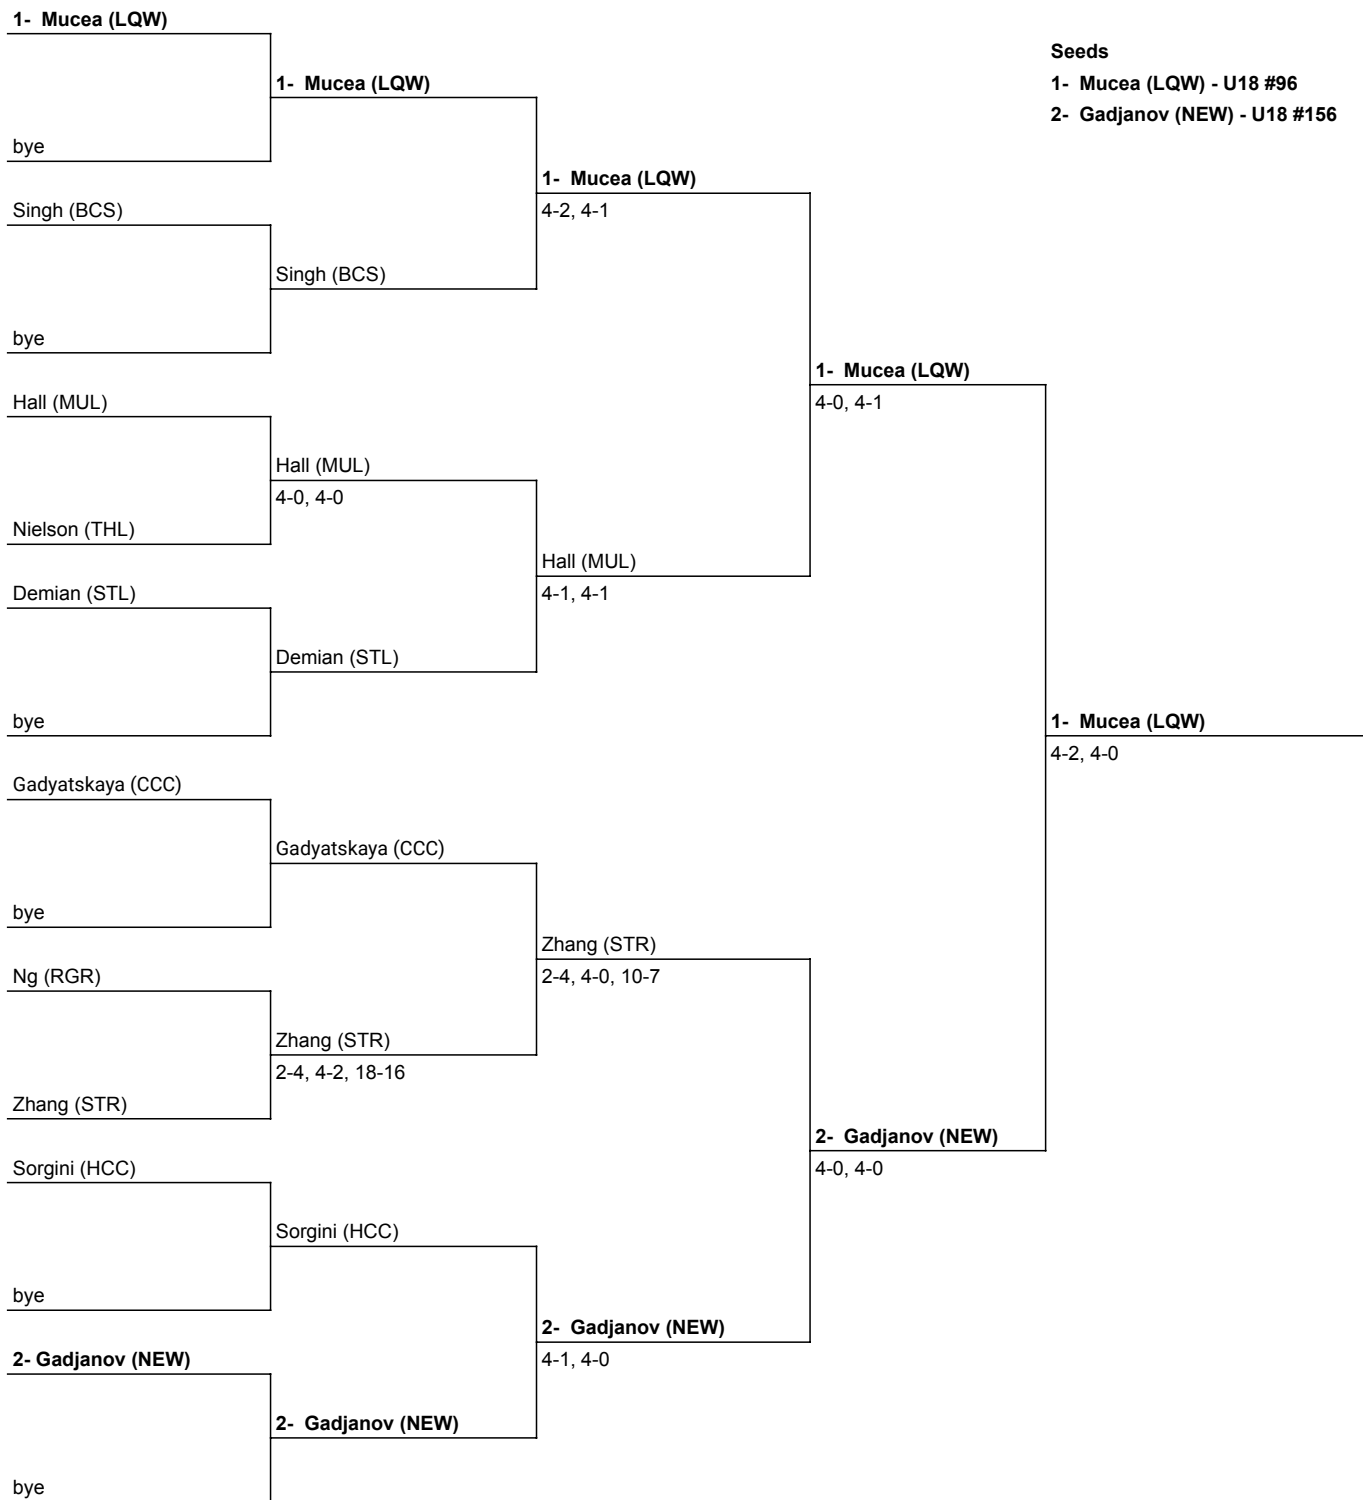 1- Mucea (LQW)
Seeds
1- Mucea (LQW)
1- Mucea (LQW) - U18 #96
2- Gadjanov (NEW) - U18 #156
bye
1- Mucea (LQW)
Singh (BCS)
4-2, 4-1
Singh (BCS)
bye
1- Mucea (LQW)
Hall (MUL)
4-0, 4-1
Hall (MUL)
4-0, 4-0
Nielson (THL)
Hall (MUL)
Demian (STL)
4-1, 4-1
Demian (STL)
bye
1- Mucea (LQW)
4-2, 4-0
Gadyatskaya (CCC)
Gadyatskaya (CCC)
bye
Zhang (STR)
Ng (RGR)
2-4, 4-0, 10-7
Zhang (STR)
2-4, 4-2, 18-16
Zhang (STR)
2- Gadjanov (NEW)
Sorgini (HCC)
4-0, 4-0
Sorgini (HCC)
bye
2- Gadjanov (NEW)
2- Gadjanov (NEW)
4-1, 4-0
2- Gadjanov (NEW)
bye